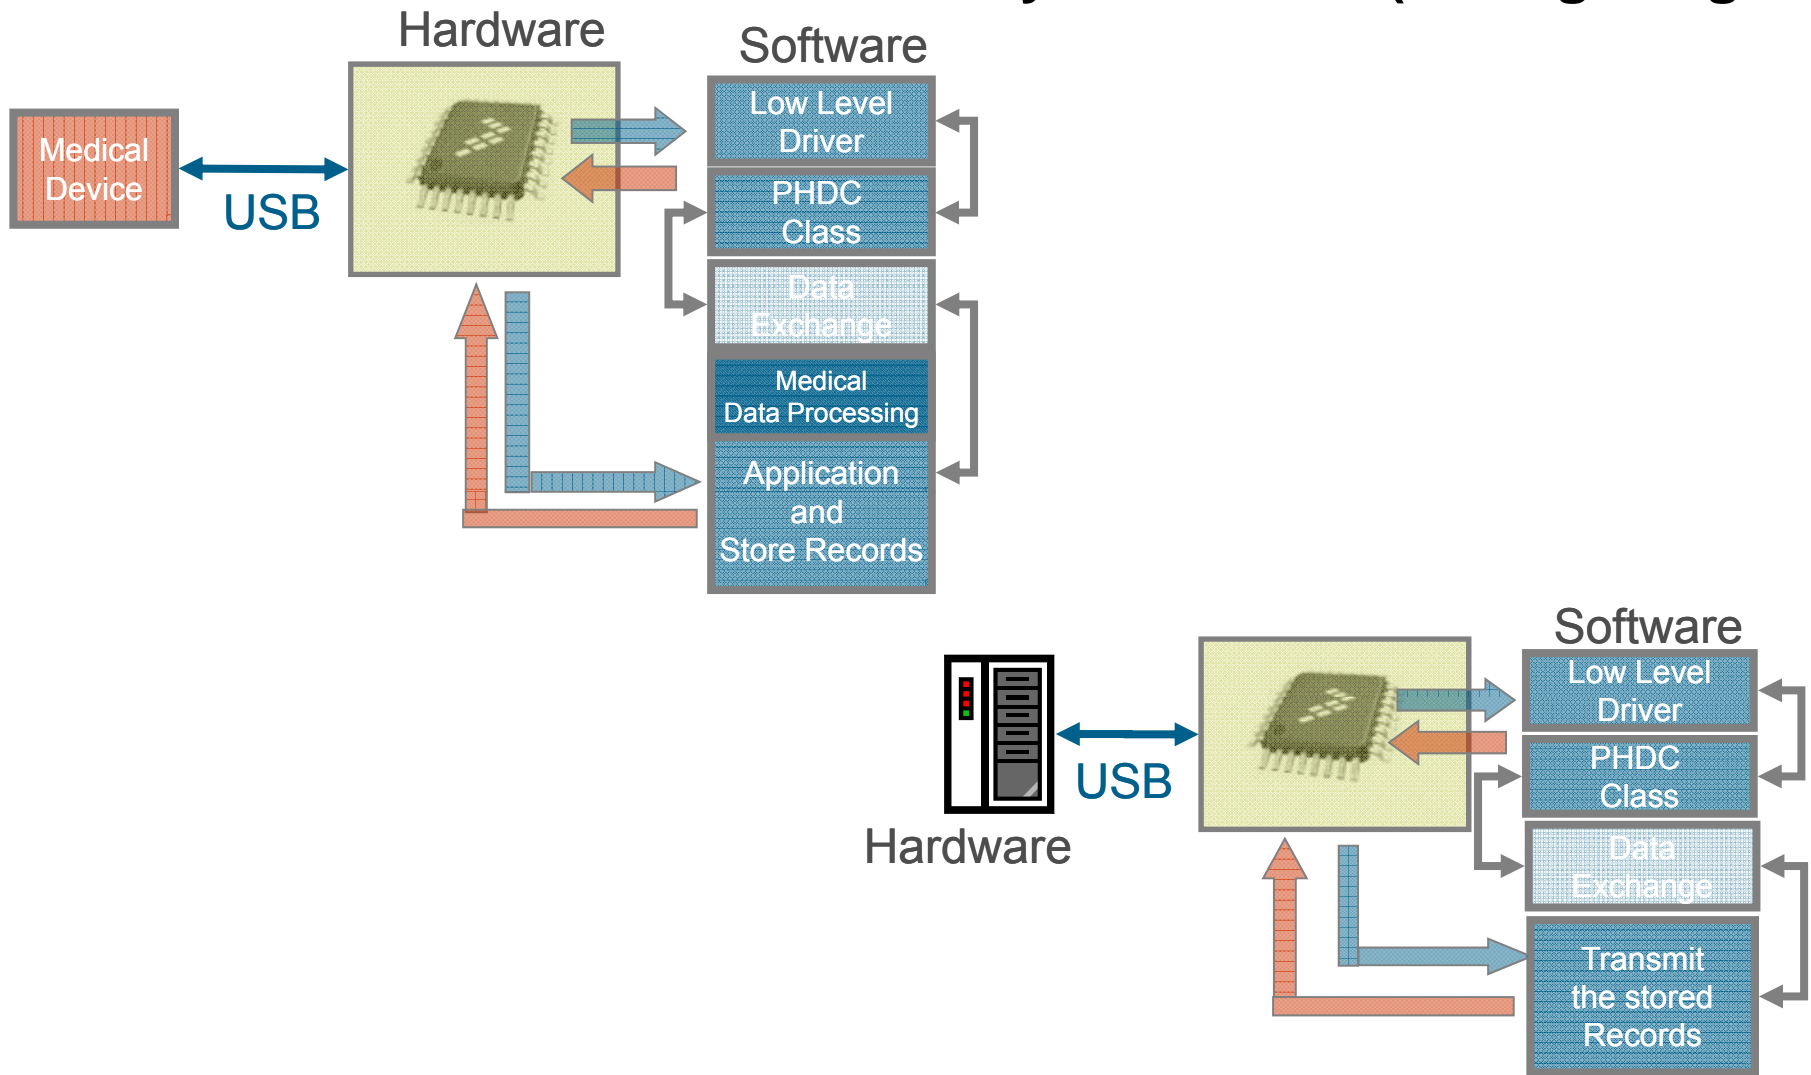 Hardware
Software
Low Level
Driver
Medical
Device
USB
PHDC
Class
Data
Exchange
Medical
Data Processing
Application
and
Store Records
Software
Low Level
Driver
PHDC
Class
USB
Hardware
Data
Exchange
Transmit
the stored
Records